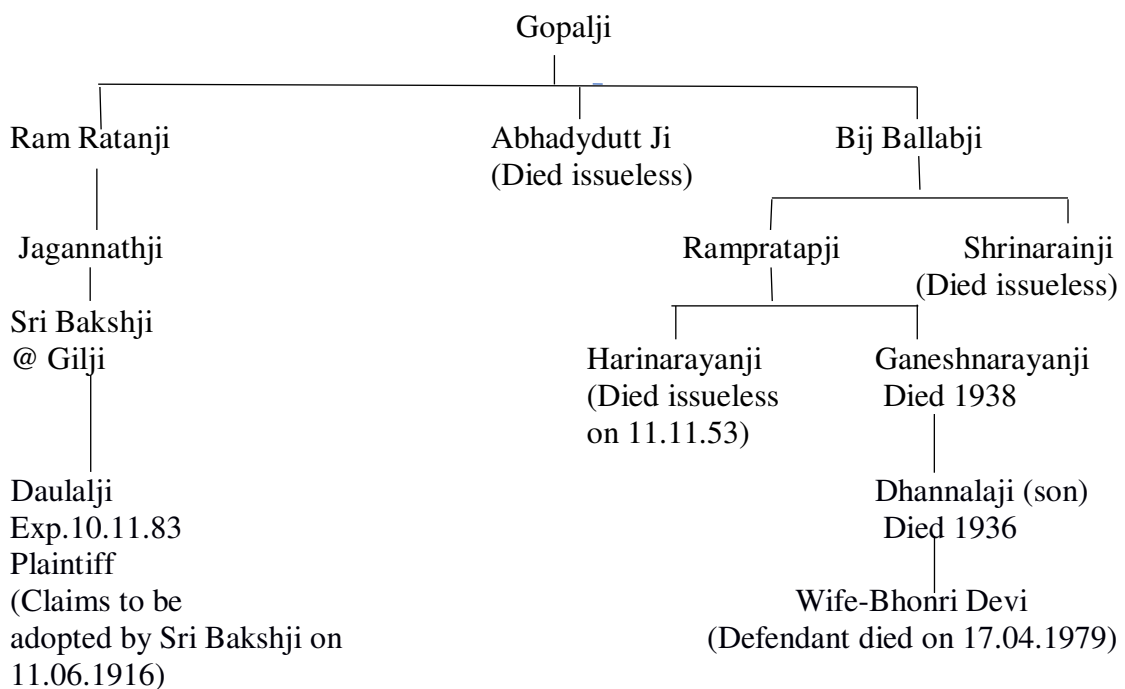 Gopalji
Ram Ratanji
Abhadydutt Ji
(Died issueless)
Bij Ballabji
Jagannathji
Rampratapji
Shrinarainji
(Died issueless)
Sri Bakshji
@ Gilji
Harinarayanji
(Died issueless
on 11.11.53)
Ganeshnarayanji
Died 1938
Daulalji
Exp.10.11.83
Plaintiff
(Claims to be
adopted by Sri Bakshji on
11.06.1916)
Dhannalaji (son)
Died 1936
Wife-Bhonri Devi
(Defendant died on 17.04.1979)